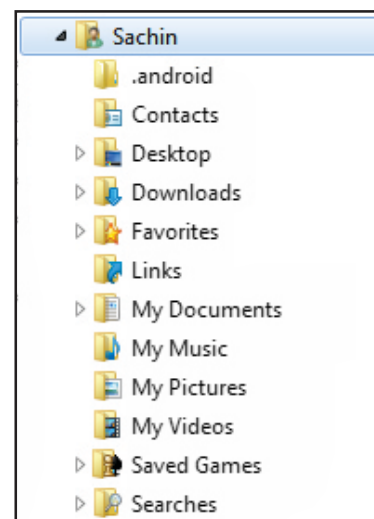 Sachin
.android
Contacts
Desktop
Downloads
Favorites
Links
My Documents
My Music
My Pictures
My Videos
Saved Games
Searches